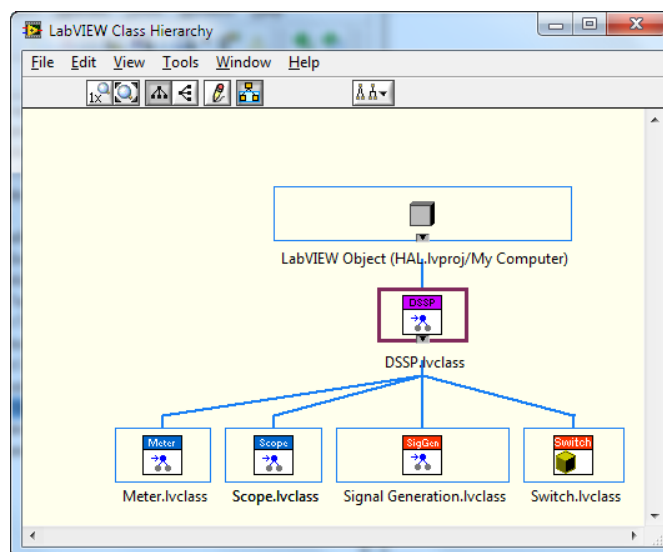 LabVIEW Class Hierarchy
File Edit View Tools Window Help
1x
LabVIEW Object (HAL.lvproj/My Computer)
DSSP
DSSP.lvclass
Meter Scope SigGen Switch
Meter.lvclass Scope.lvclass Signal Generation.lvclass Switch.lvclass